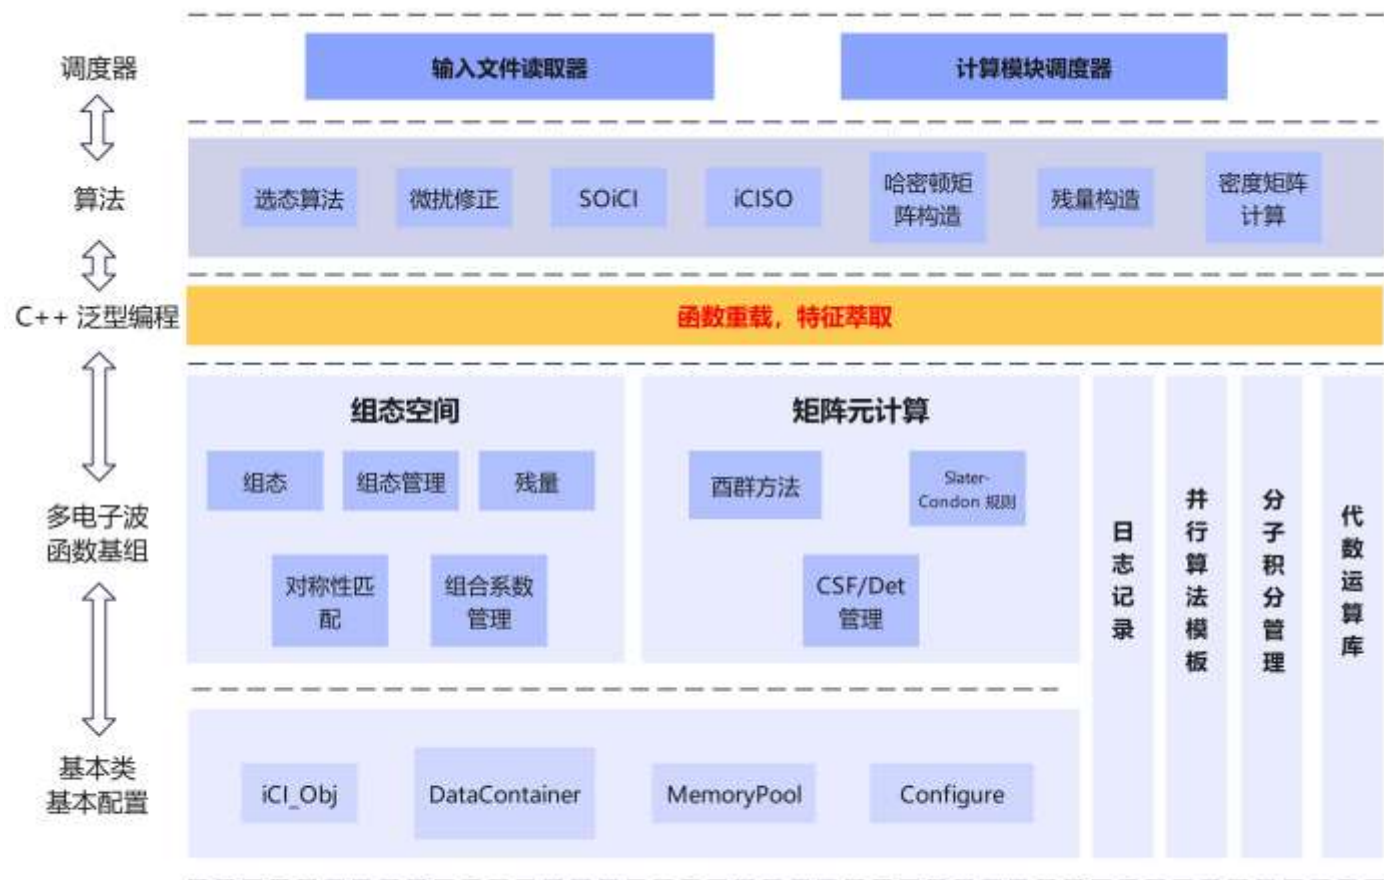 调度器
输入文件读取器
计算模块调度器
算法
选态算法
微扰修正
SOiCI
iCISO
哈密顿矩
阵构造
残量构造
密度矩阵
计算
C++ 泛型编程
函数重载，特征萃取
多电子波
函数基组
组态空间
组态
组态管理
残量
对称性匹
配
组合系数
管理
矩阵元计算
酉群方法
Slater-
Condon 规则
CSF/Det
管理
日志记录
并行算法模板
分子积分管理
代数运算库
基本类
基本配置
iCI_Obj
DataContainer
MemoryPool
Configure